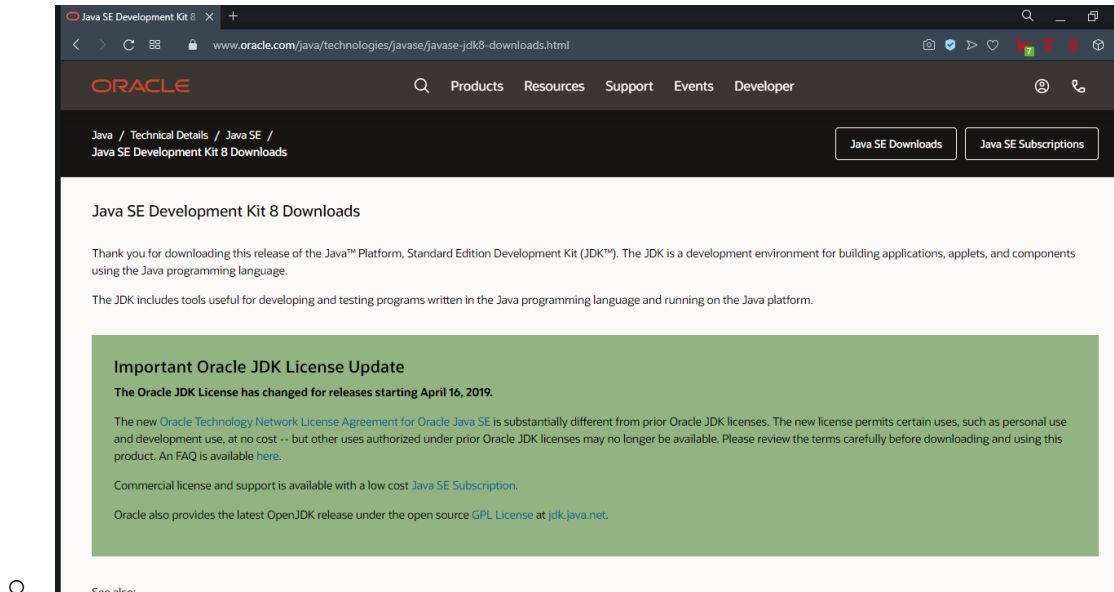 Java SE Development Kit 8
www.oracle.com/java/technologies/javase/javase-jdk8-downloads.html
7
ORACLE
Products Resources Support Events Developer
Java / Technical Details / Java SE /
Java SE Development Kit 8 Downloads
Java SE Downloads
Java SE Subscriptions
Java SE Development Kit 8 Downloads
Thank you for downloading this release of the Java™ Platform, Standard Edition Development Kit (JDK™). The JDK is a development environment for building applications, applets, and components
using the Java programming language.
The JDK includes tools useful for developing and testing programs written in the Java programming language and running on the Java platform.
Important Oracle JDK License Update
The Oracle JDK License has changed for releases starting April 16, 2019.
The new Oracle Technology Network License Agreement for Oracle Java SE is substantially different from prior Oracle JDK licenses. The new license permits certain uses, such as personal use
and development use, at no cost -- but other uses authorized under prior Oracle JDK licenses may no longer be available. Please review the terms carefully before downloading and using this
product. An FAQ is available here.
Commercial license and support is available with a low cost Java SE Subscription.
Oracle also provides the latest OpenJDK release under the open source GPL License at jdk.java.net.
See also: